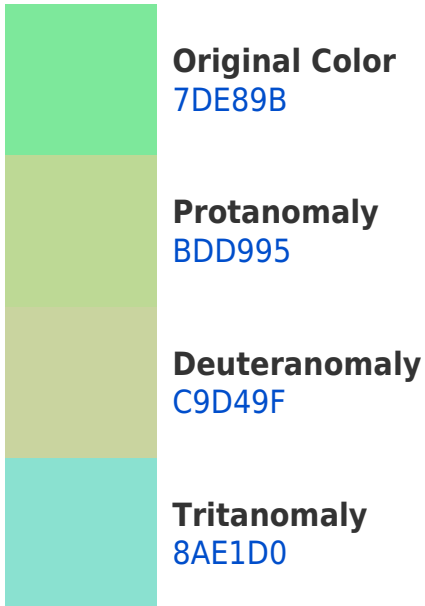 Original Color
7DE89B
Protanomaly
BDD995
Deuteranomaly
C9D49F
Tritanomaly
8AE1D0